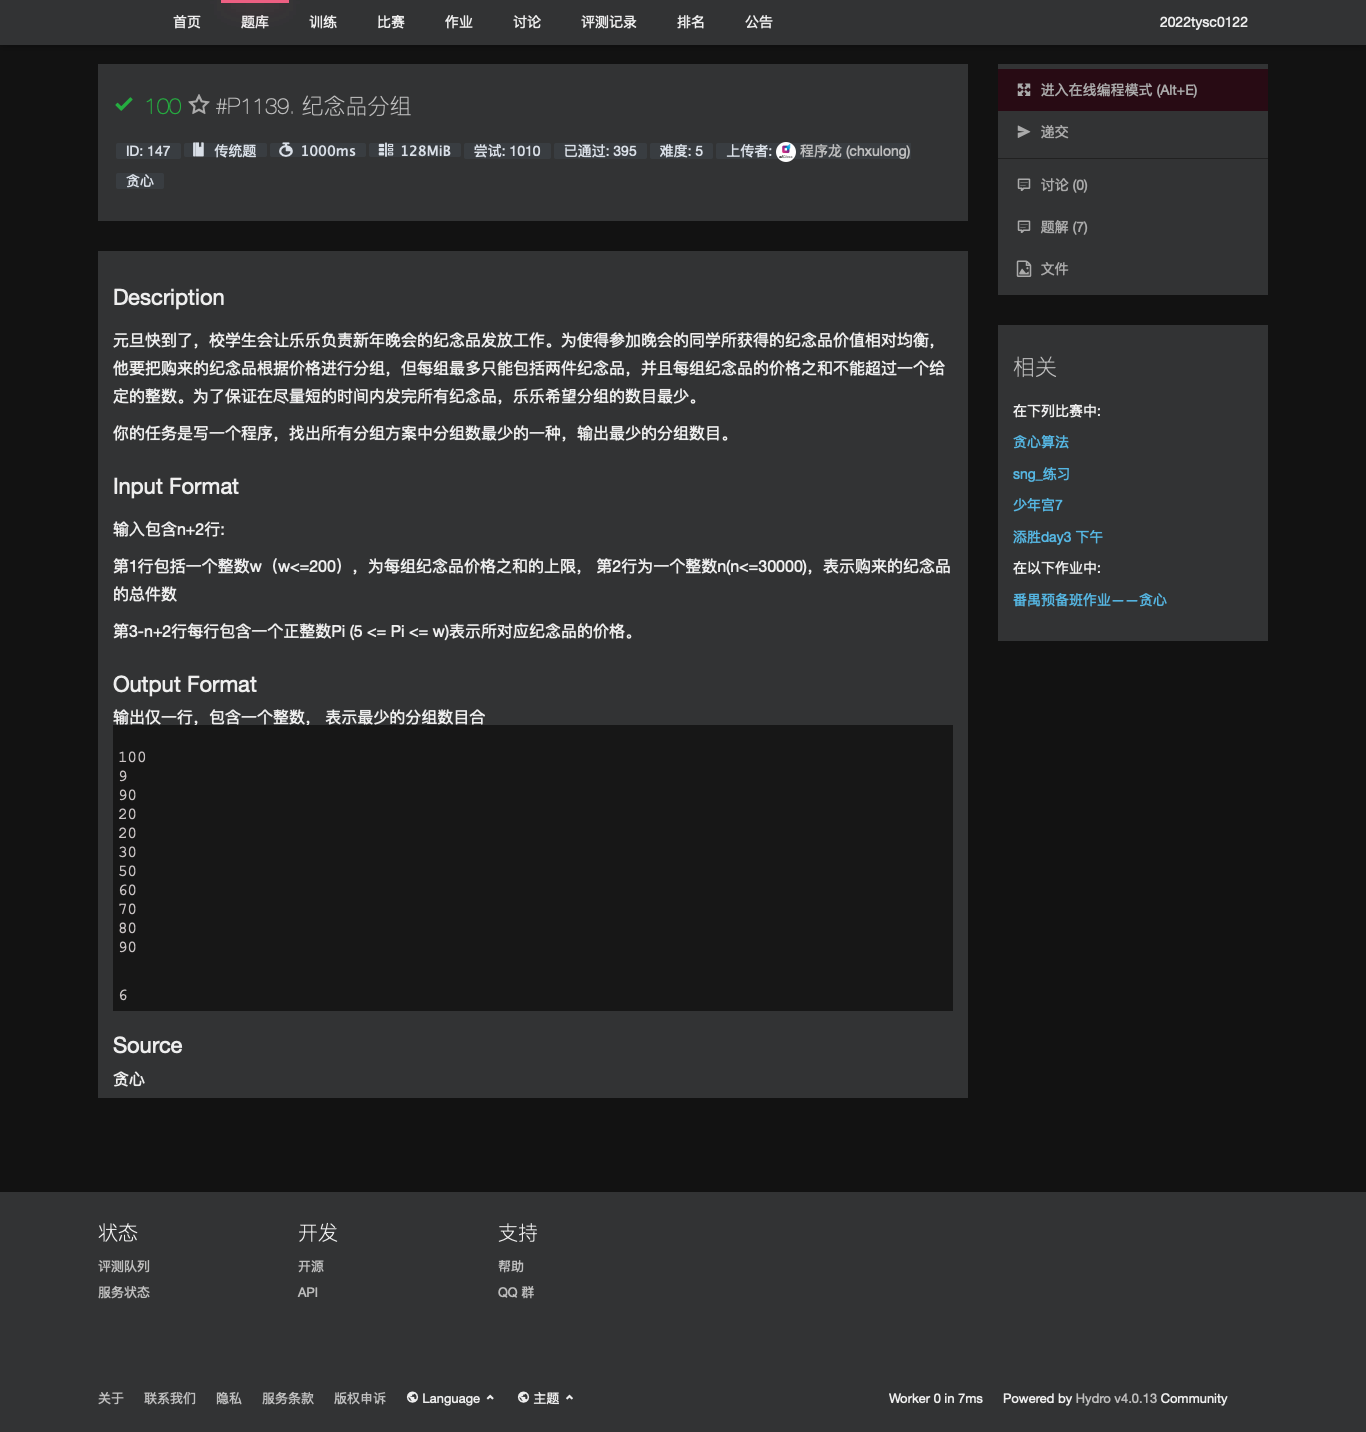 首页 题库 训练 比赛 作业 讨论 评测记录 排名 公告 2022tysc0122
100 #P1139. 纪念品分组
ID: 147 传统题 1000ms 128MiB 尝试: 1010 已通过: 395 难度: 5 上传者: 程序龙 (chxulong)
贪心
Description
元旦快到了，校学生会让乐乐负责新年晚会的纪念品发放工作。为使得参加晚会的同学所获得的纪念品价值相对均衡，
他要把购来的纪念品根据价格进行分组，但每组最多只能包括两件纪念品，并且每组纪念品的价格之和不能超过一个给
定的整数。为了保证在尽量短的时间内发完所有纪念品，乐乐希望分组的数目最少。
你的任务是写一个程序，找出所有分组方案中分组数最少的一种，输出最少的分组数目。
Input Format
输入包含n+2行:
第1行包括一个整数w（w<=200），为每组纪念品价格之和的上限， 第2行为一个整数n(n<=30000)，表示购来的纪念品
的总件数
第3-n+2行每行包含一个正整数Pi (5 <= Pi <= w)表示所对应纪念品的价格。
Output Format
输出仅一行，包含一个整数， 表示最少的分组数目合
100
9
90
20
20
30
50
60
70
80
90
6
Source
贪心
进入在线编程模式 (Alt+E)
递交
讨论 (0)
题解 (7)
文件
相关
在下列比赛中:
贪心算法
sng_练习
少年宫7
添胜day3 下午
在以下作业中:
番禺预备班作业——贪心
状态
评测队列
服务状态
开发
开源
API
支持
帮助
QQ 群
关于 联系我们 隐私 服务条款 版权申诉 Language 主题 Worker 0 in 7ms Powered by Hydro v4.0.13 Community